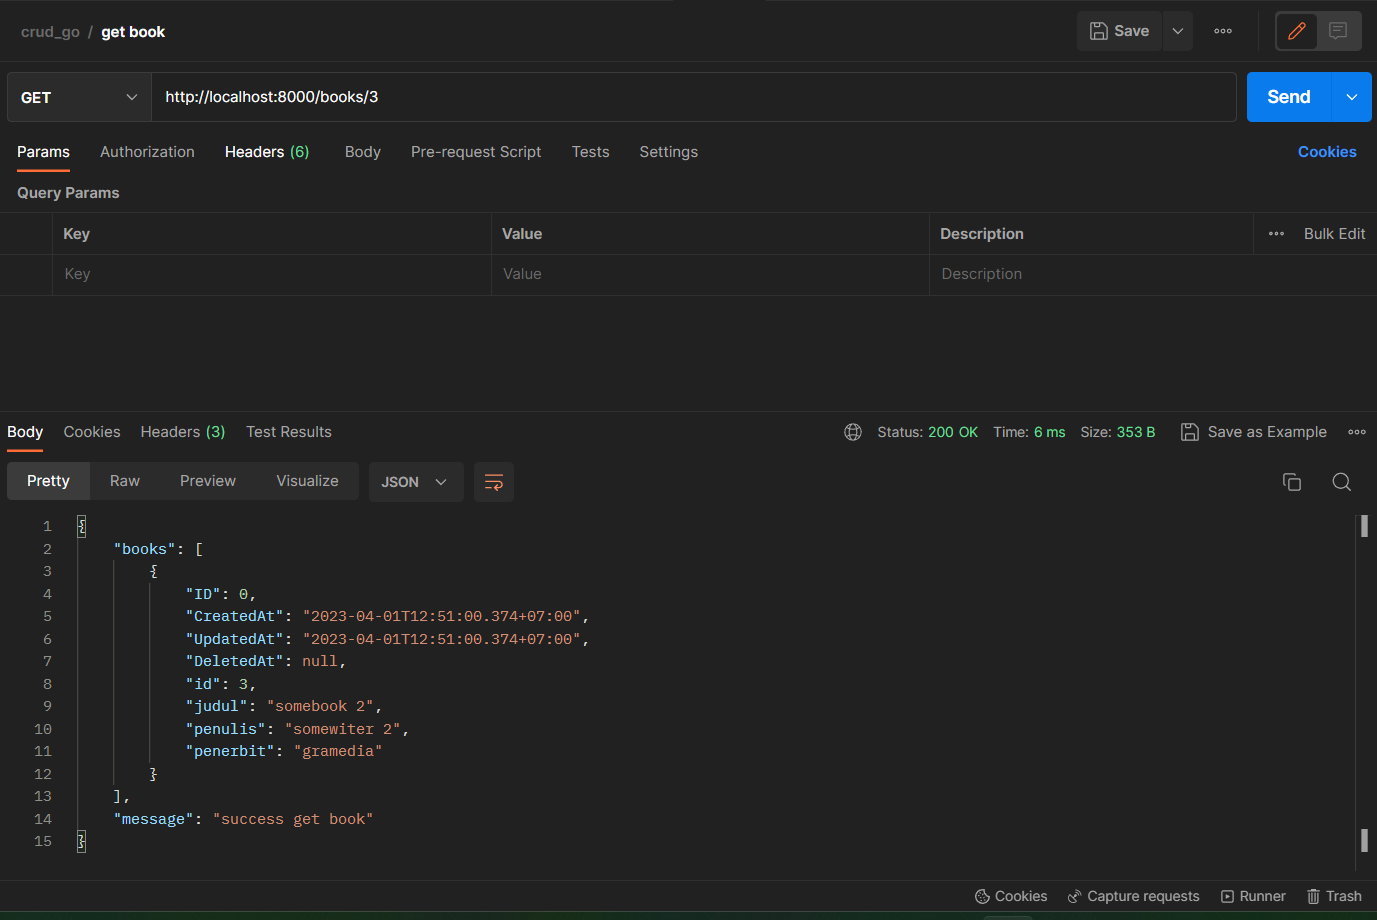 crud_go / get book
Save
GET
http://localhost:8000/books/3
Send
Params Authorization Headers (6) Body Pre-request Script Tests Settings Cookies
Query Params
Key Value Description Bulk Edit
Key Value Description
Body Cookies Headers (3) Test Results Status: 200 OK Time: 6 ms Size: 353 B Save as Example
Pretty Raw Preview Visualize JSON
1 {
2 "books": [
3 {
4 "ID": 0,
5 "CreatedAt": "2023-04-01T12:51:00.374+07:00",
6 "UpdatedAt": "2023-04-01T12:51:00.374+07:00",
7 "DeletedAt": null,
8 "id": 3,
9 "judul": "somebook 2",
10 "penulis": "somewiter 2",
11 "penerbit": "gramedia"
12 }
13 ],
14 "message": "success get book"
15 }
Cookies Capture requests Runner Trash